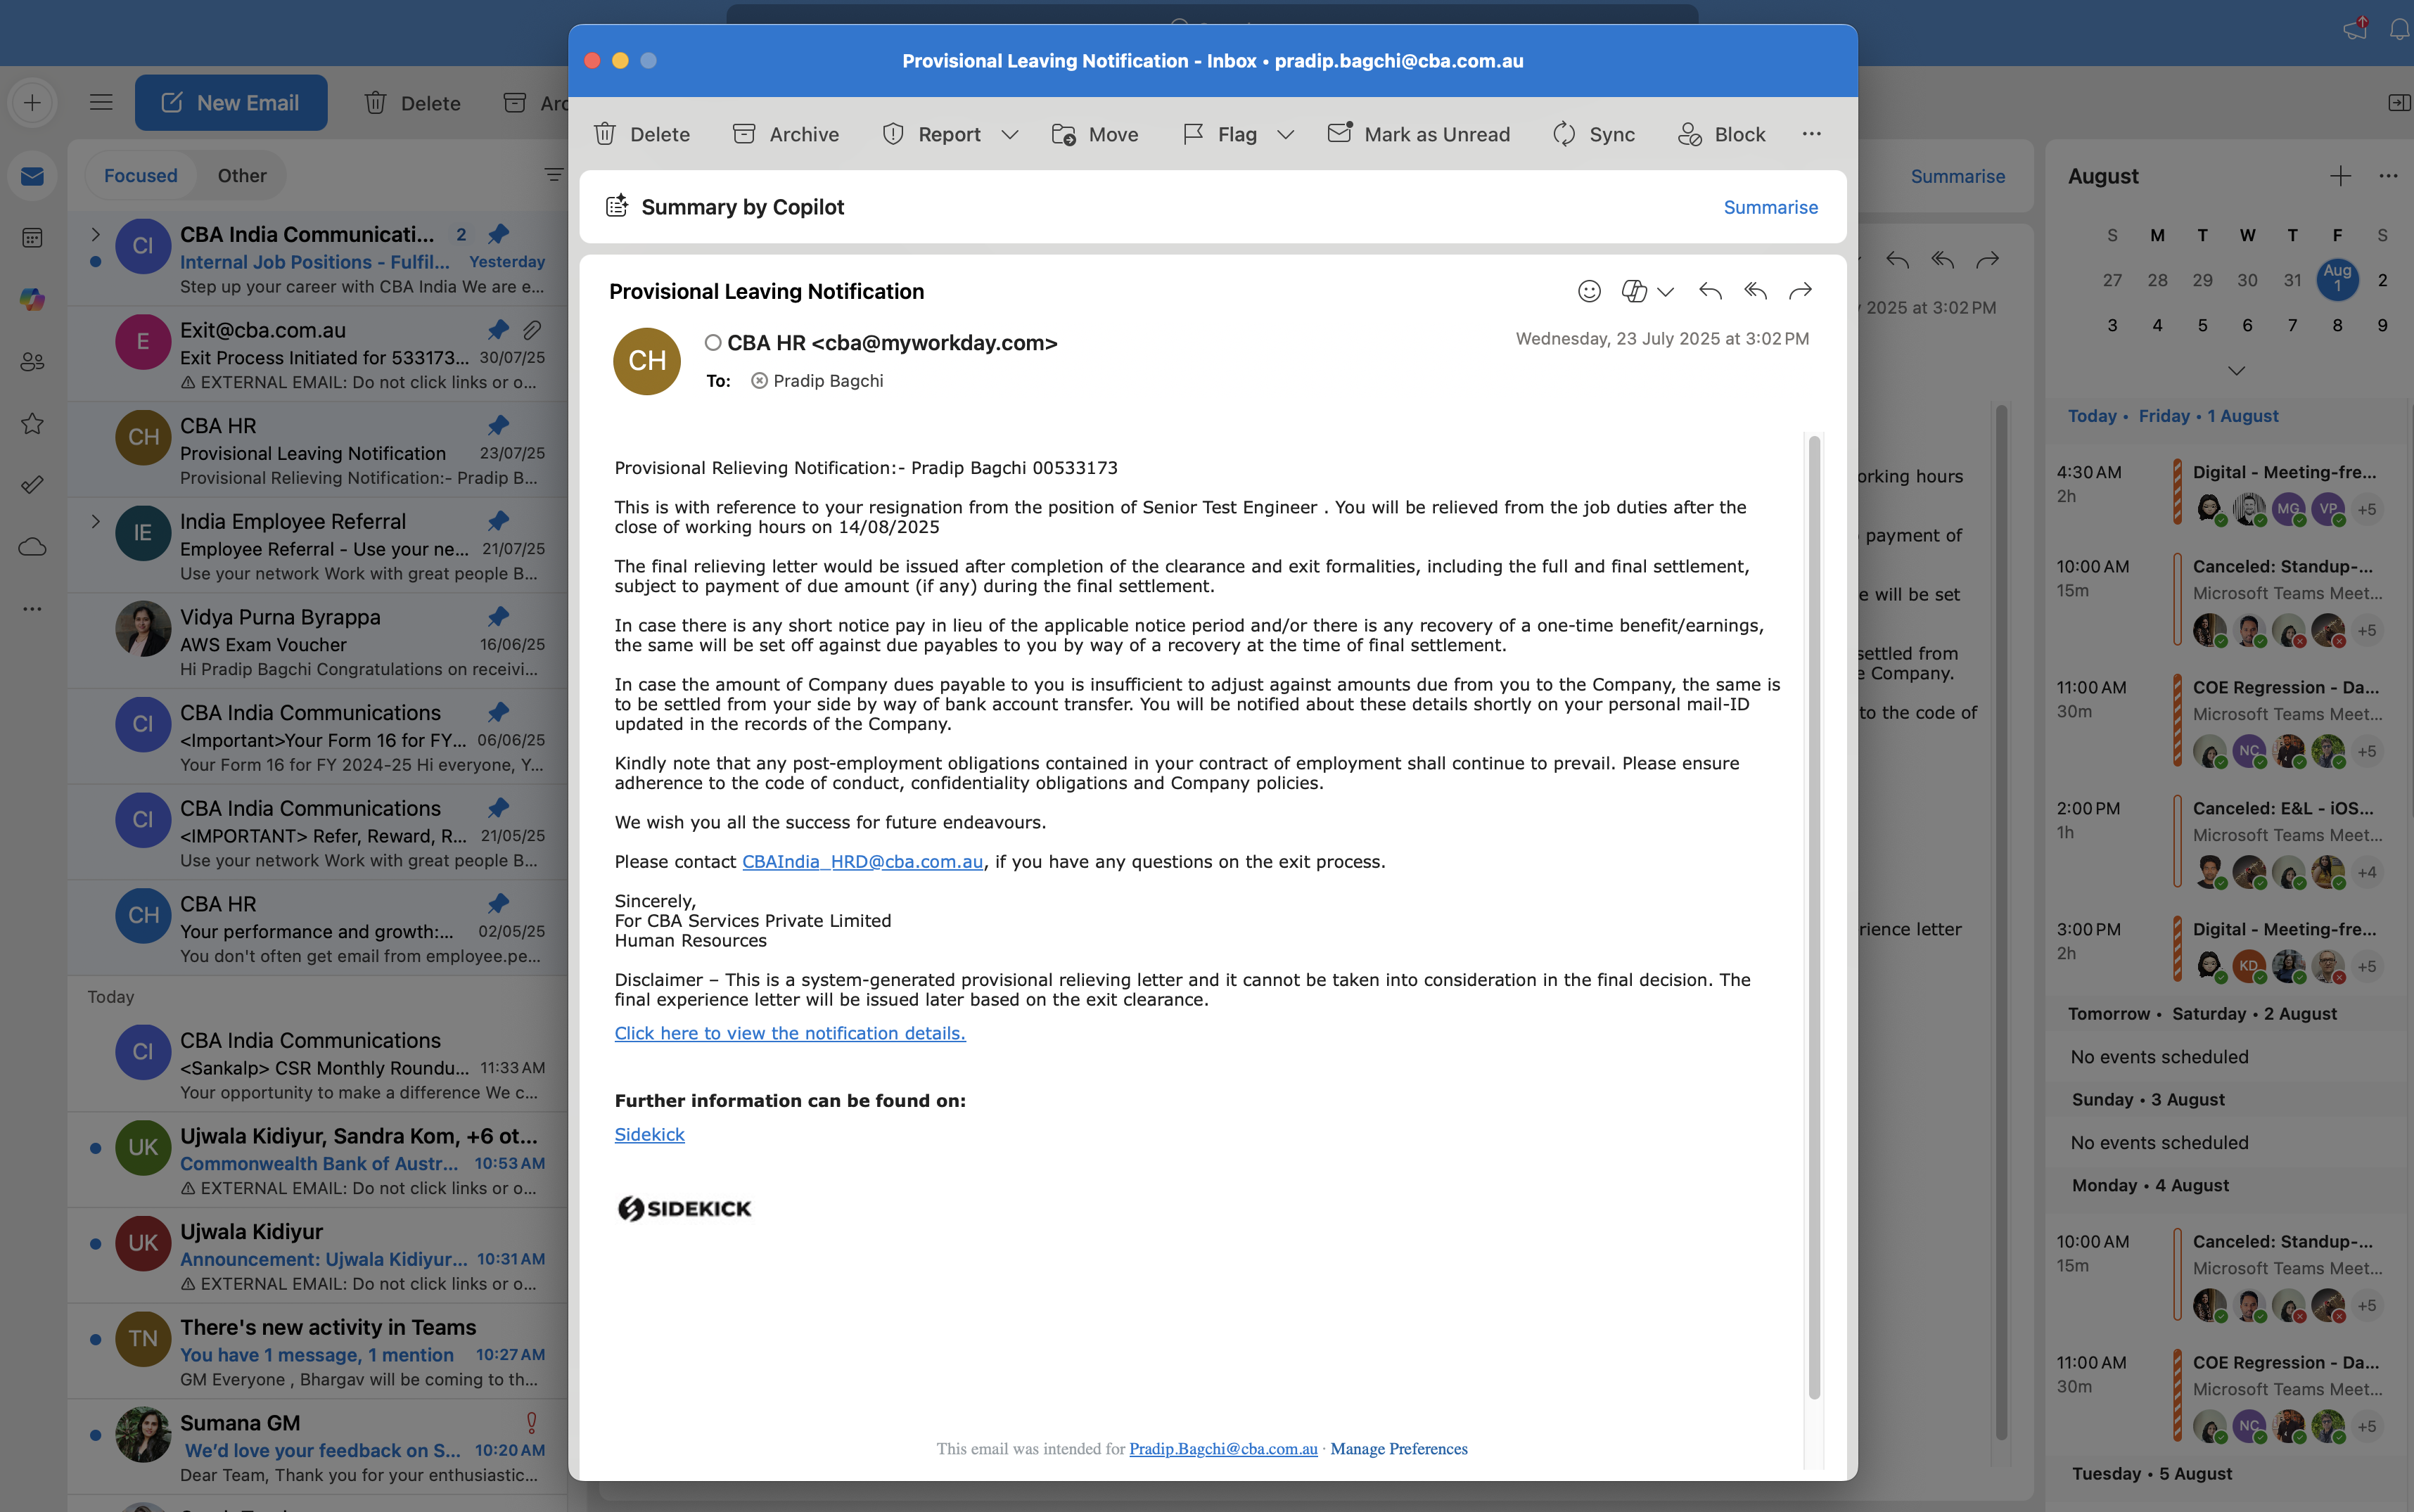 Provisional Leaving Notification - Inbox • pradip.bagchi@cba.com.au
New Email
Delete
Delete
Archive
Report
Move
Flag
Mark as Unread
Sync
Block
Focused
Other
CBA India Communicati... 2
Internal Job Positions - Fulfil... Yesterday
Step up your career with CBA India We are e...
Exit@cba.com.au
Exit Process Initiated for 533173... 30/07/25
EXTERNAL EMAIL: Do not click links or o...
CH
CBA HR
Provisional Leaving Notification 23/07/25
Provisional Relieving Notification:- Pradip B...
IE
India Employee Referral
Employee Referral - Use your ne... 21/07/25
Use your network Work with great people B...
Vidya Purna Byrappa
AWS Exam Voucher 16/06/25
Hi Pradip Bagchi Congratulations on receivi...
CI
CBA India Communications
<Important>Your Form 16 for FY... 06/06/25
Your Form 16 for FY 2024-25 Hi everyone, Y...
CI
CBA India Communications
<IMPORTANT> Refer, Reward, R... 21/05/25
Use your network Work with great people B...
CH
CBA HR
Your performance and growth:... 02/05/25
You don't often get email from employee.pe...
Today
CI
CBA India Communications
<Sankalp> CSR Monthly Roundu... 11:33 AM
Your opportunity to make a difference We c...
UK
Ujwala Kidiyur, Sandra Kom, +6 ot...
Commonwealth Bank of Austr... 10:53 AM
EXTERNAL EMAIL: Do not click links or o...
UK
Ujwala Kidiyur
Announcement: Ujwala Kidiyur... 10:31 AM
EXTERNAL EMAIL: Do not click links or o...
TN
There's new activity in Teams
You have 1 message, 1 mention 10:27 AM
GM Everyone , Bhargav will be coming to th...
Sumana GM
We'd love your feedback on S... 10:20 AM
Dear Team, Thank you for your enthusiastic...
Summary by Copilot
Summarise
Provisional Leaving Notification
CH
CBA HR <cba@myworkday.com>
Wednesday, 23 July 2025 at 3:02 PM
To: Pradip Bagchi
Provisional Relieving Notification:- Pradip Bagchi 00533173
This is with reference to your resignation from the position of Senior Test Engineer . You will be relieved from the job duties after the
close of working hours on 14/08/2025
The final relieving letter would be issued after completion of the clearance and exit formalities, including the full and final settlement,
subject to payment of due amount (if any) during the final settlement.
In case there is any short notice pay in lieu of the applicable notice period and/or there is any recovery of a one-time benefit/earnings,
the same will be set off against due payables to you by way of a recovery at the time of final settlement.
In case the amount of Company dues payable to you is insufficient to adjust against amounts due from you to the Company, the same is
to be settled from your side by way of bank account transfer. You will be notified about these details shortly on your personal mail-ID
updated in the records of the Company.
Kindly note that any post-employment obligations contained in your contract of employment shall continue to prevail. Please ensure
adherence to the code of conduct, confidentiality obligations and Company policies.
We wish you all the success for future endeavours.
Please contact CBAIndia_HRD@cba.com.au, if you have any questions on the exit process.
Sincerely,
For CBA Services Private Limited
Human Resources
Disclaimer – This is a system-generated provisional relieving letter and it cannot be taken into consideration in the final decision. The
final experience letter will be issued later based on the exit clearance.
Click here to view the notification details.
Further information can be found on:
Sidekick
SIDEKICK
This email was intended for Pradip.Bagchi@cba.com.au · Manage Preferences
Summarise
2025 at 3:02 PM
orking hours
payment of
e will be set
settled from
e Company.
to the code of
rience letter
August
S M T W T F S
27 28 29 30 31 Aug 1 2
3 4 5 6 7 8 9
Today • Friday • 1 August
4:30 AM Digital - Meeting-fre...
2h
MG VP +5
10:00 AM Canceled: Standup-...
15m Microsoft Teams Meet...
+5
11:00 AM COE Regression - Da...
30m Microsoft Teams Meet...
NC +5
2:00 PM Canceled: E&L - iOS...
1h Microsoft Teams Meet...
+4
3:00 PM Digital - Meeting-fre...
2h
KD +5
Tomorrow • Saturday • 2 August
No events scheduled
Sunday • 3 August
No events scheduled
Monday • 4 August
10:00 AM Canceled: Standup-...
15m Microsoft Teams Meet...
+5
11:00 AM COE Regression - Da...
30m Microsoft Teams Meet...
NC +5
Tuesday • 5 August